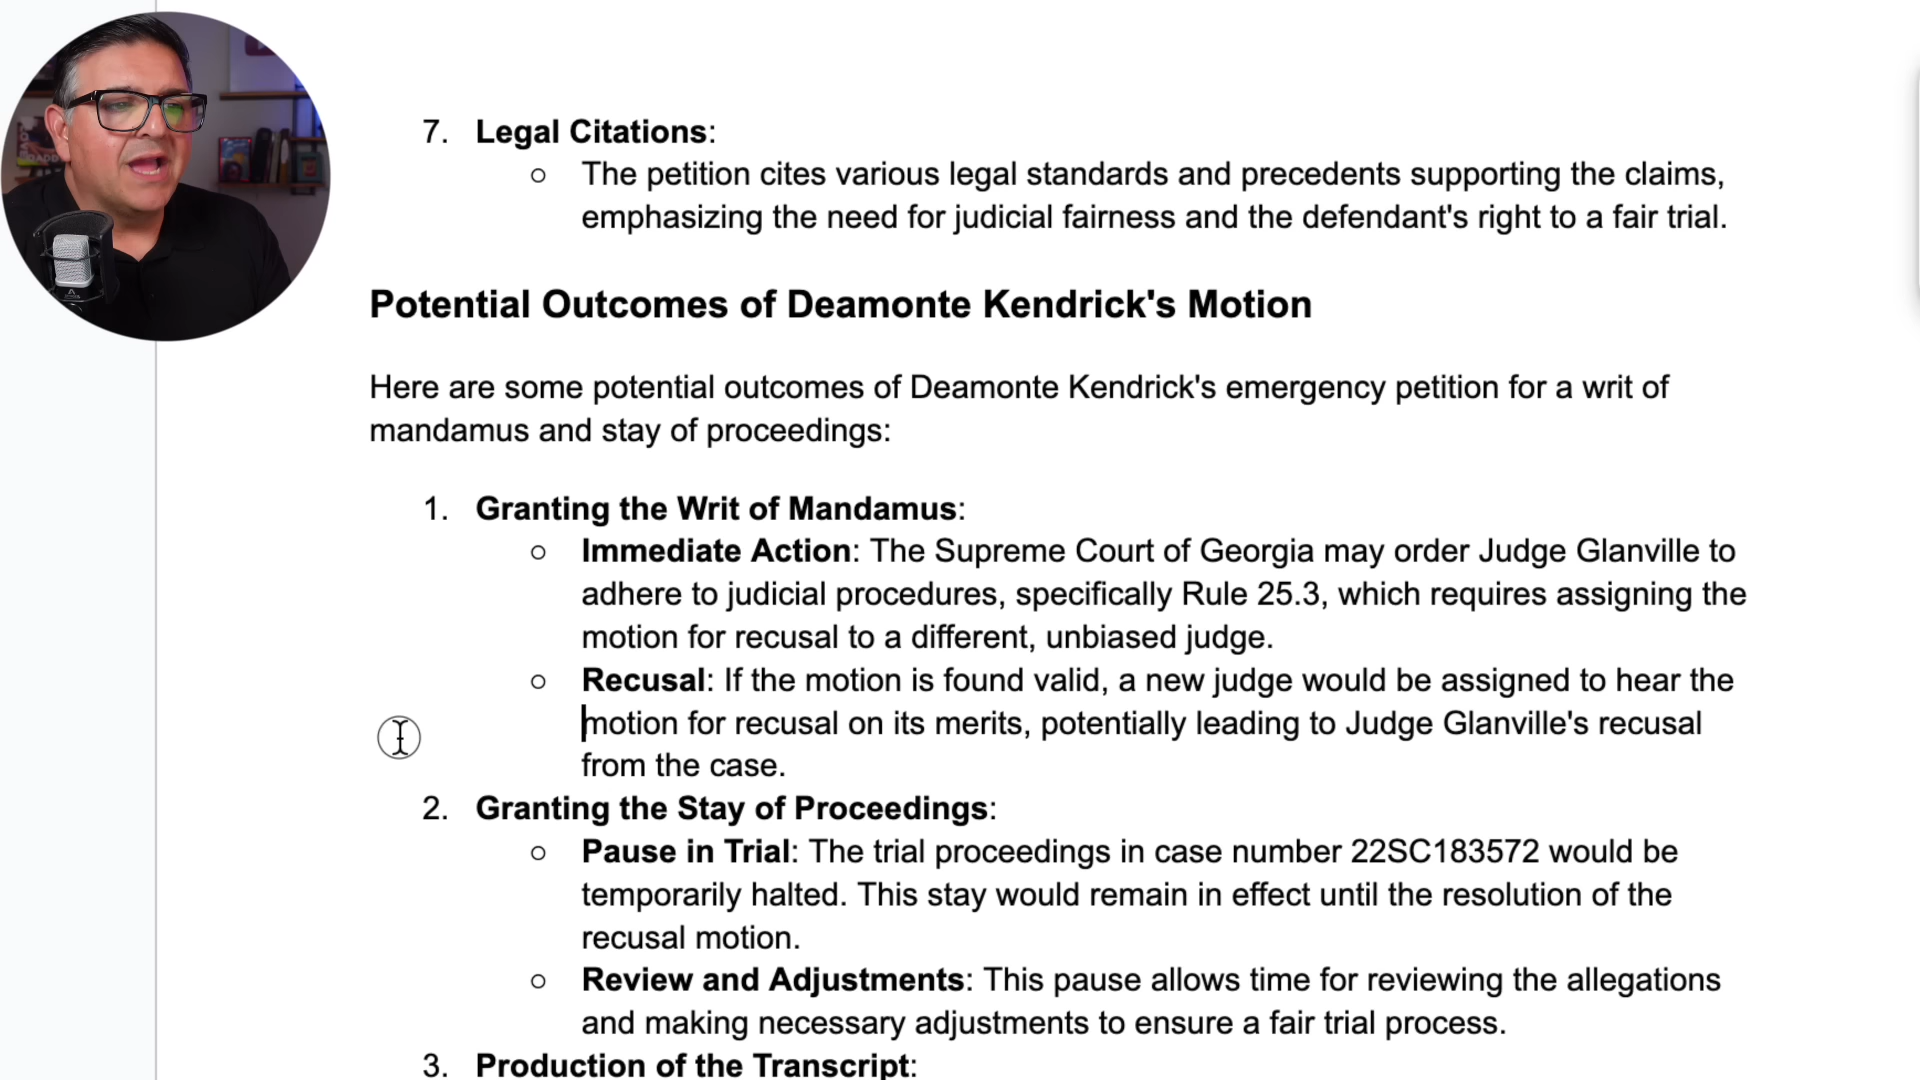 7. Legal Citations:
○ The petition cites various legal standards and precedents supporting the claims,
emphasizing the need for judicial fairness and the defendant's right to a fair trial.
Potential Outcomes of Deamonte Kendrick's Motion
Here are some potential outcomes of Deamonte Kendrick's emergency petition for a writ of
mandamus and stay of proceedings:
1. Granting the Writ of Mandamus:
○ Immediate Action: The Supreme Court of Georgia may order Judge Glanville to
adhere to judicial procedures, specifically Rule 25.3, which requires assigning the
motion for recusal to a different, unbiased judge.
○ Recusal: If the motion is found valid, a new judge would be assigned to hear the
motion for recusal on its merits, potentially leading to Judge Glanville's recusal
from the case.
2. Granting the Stay of Proceedings:
○ Pause in Trial: The trial proceedings in case number 22SC183572 would be
temporarily halted. This stay would remain in effect until the resolution of the
recusal motion.
○ Review and Adjustments: This pause allows time for reviewing the allegations
and making necessary adjustments to ensure a fair trial process.
3. Production of the Transcript: